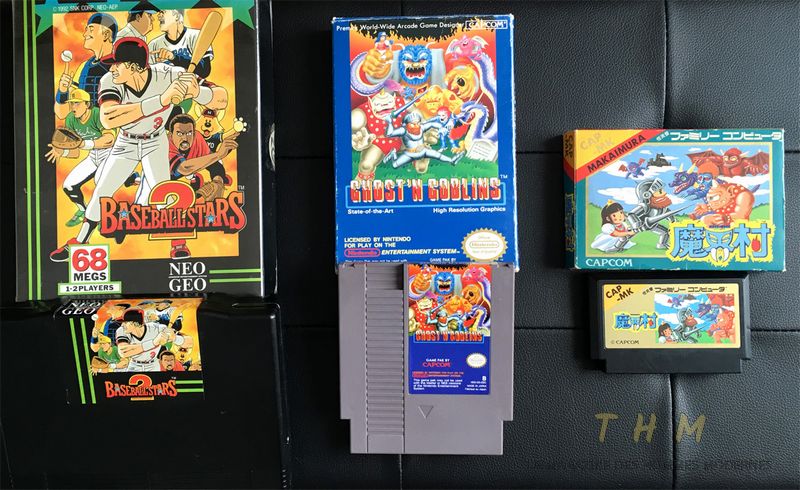 © 1992 SNK CORP. NEO-AEP
BASEBALL STARS
2
™
68
MEGS
1-2 PLAYERS
NEO
GEO
NEO
GEO
BASEBALL STARS
2
Premier World-Wide Arcade Game Designer
CAPCOM
GHOST'N GOBLINS™
State-of-the-Art
High Resolution Graphics
LICENSED BY NINTENDO
FOR PLAY ON THE
Nintendo ENTERTAINMENT SYSTEM™
GAME PAK BY
GHOST'N GOBLINS
GAME PAK BY
CAPCOM
CAP-MK
MAKAIMURA
ファミリー コンピュータ
魔界村
CAPCOM
CAP
-MK
ファミリー コンピュータ
魔界村
©CAPCOM
THM